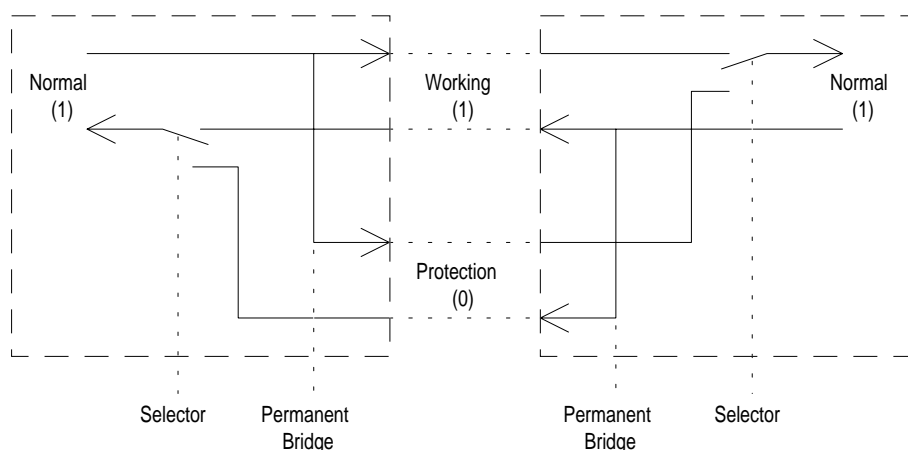 Normal
(1)
Working
(1)
Normal
(1)
Protection
(0)
Selector
Permanent
Bridge
Permanent
Bridge
Selector